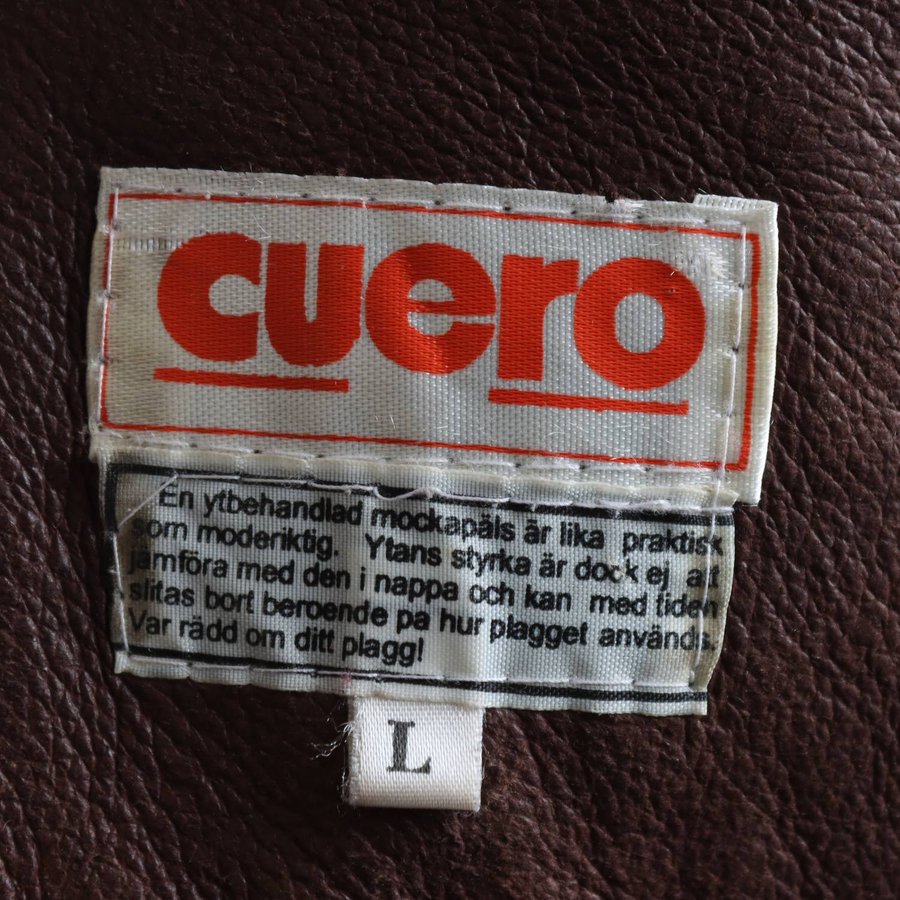 cuero
En ytbehandlad mockapäls är lika praktisk
som moderiktig. Ytans styrka är dock ej att
jämföra med den i nappa och kan med tiden
slitas bort beroende pa hur plagget används.
Var rädd om ditt plagg!
L